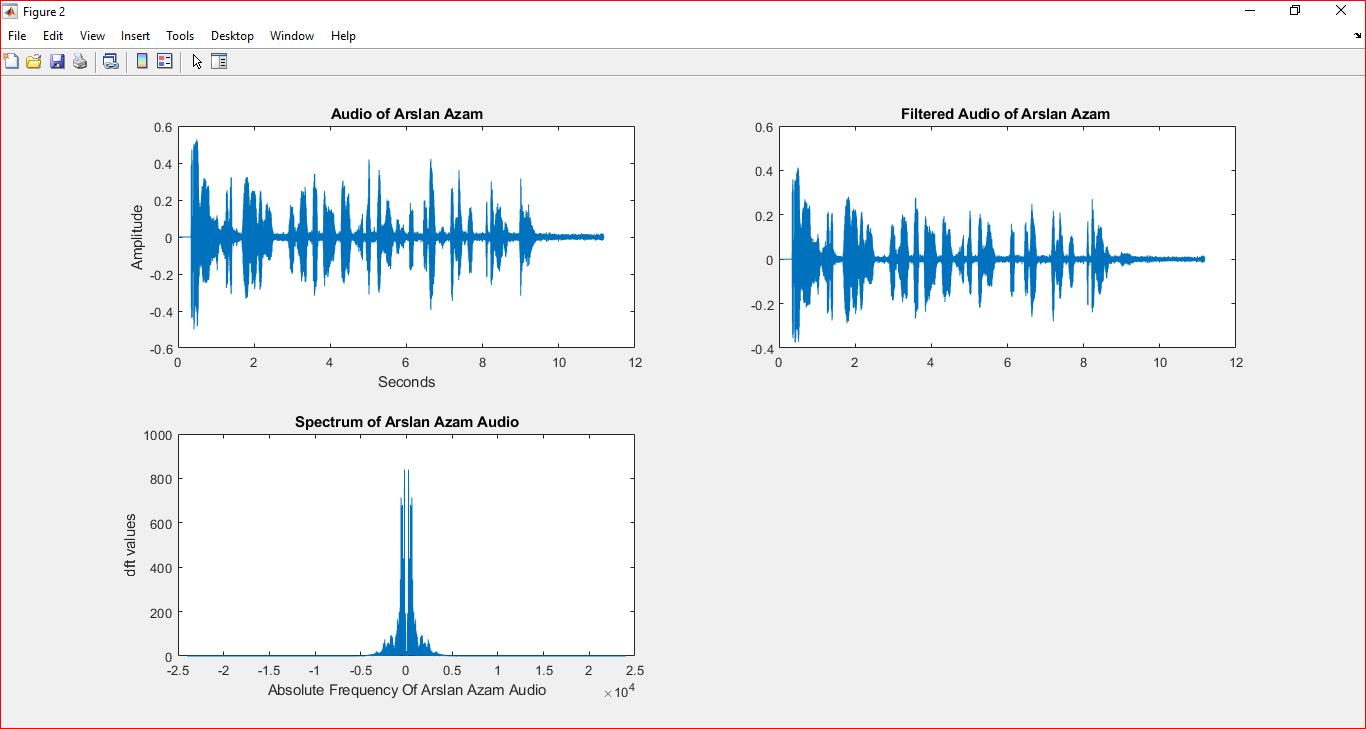 Figure 2
File Edit View Insert Tools Desktop Window Help
Audio of Arslan Azam
0.6
0.4
0.2
0
-0.2
-0.4
-0.6
Amplitude
0 2 4 6 8 10 12
Seconds
Filtered Audio of Arslan Azam
0.6
0.4
0.2
0
-0.2
-0.4
0 2 4 6 8 10 12
Spectrum of Arslan Azam Audio
1000
800
600
400
200
0
dft values
-2.5 -2 -1.5 -1 -0.5 0 0.5 1 1.5 2 2.5
×10⁴
Absolute Frequency Of Arslan Azam Audio